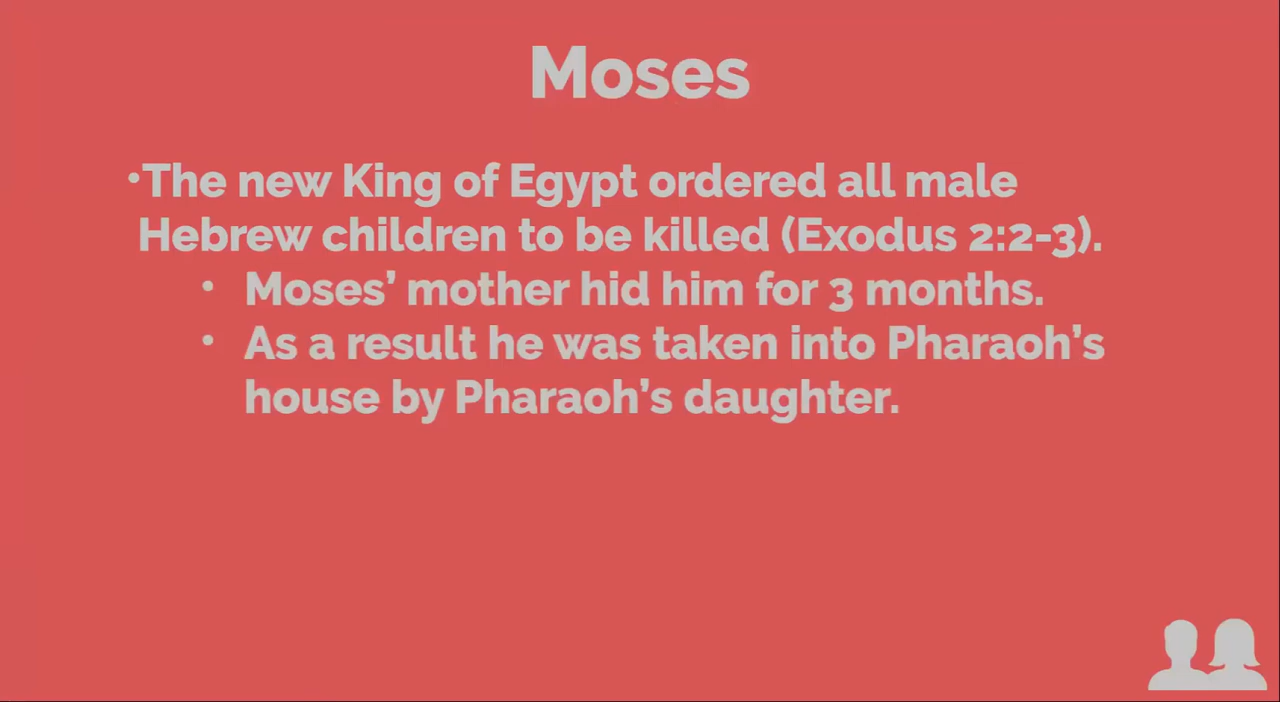 Moses
•The new King of Egypt ordered all male
Hebrew children to be killed (Exodus 2:2-3).
• Moses’ mother hid him for 3 months.
• As a result he was taken into Pharaoh’s
house by Pharaoh’s daughter.